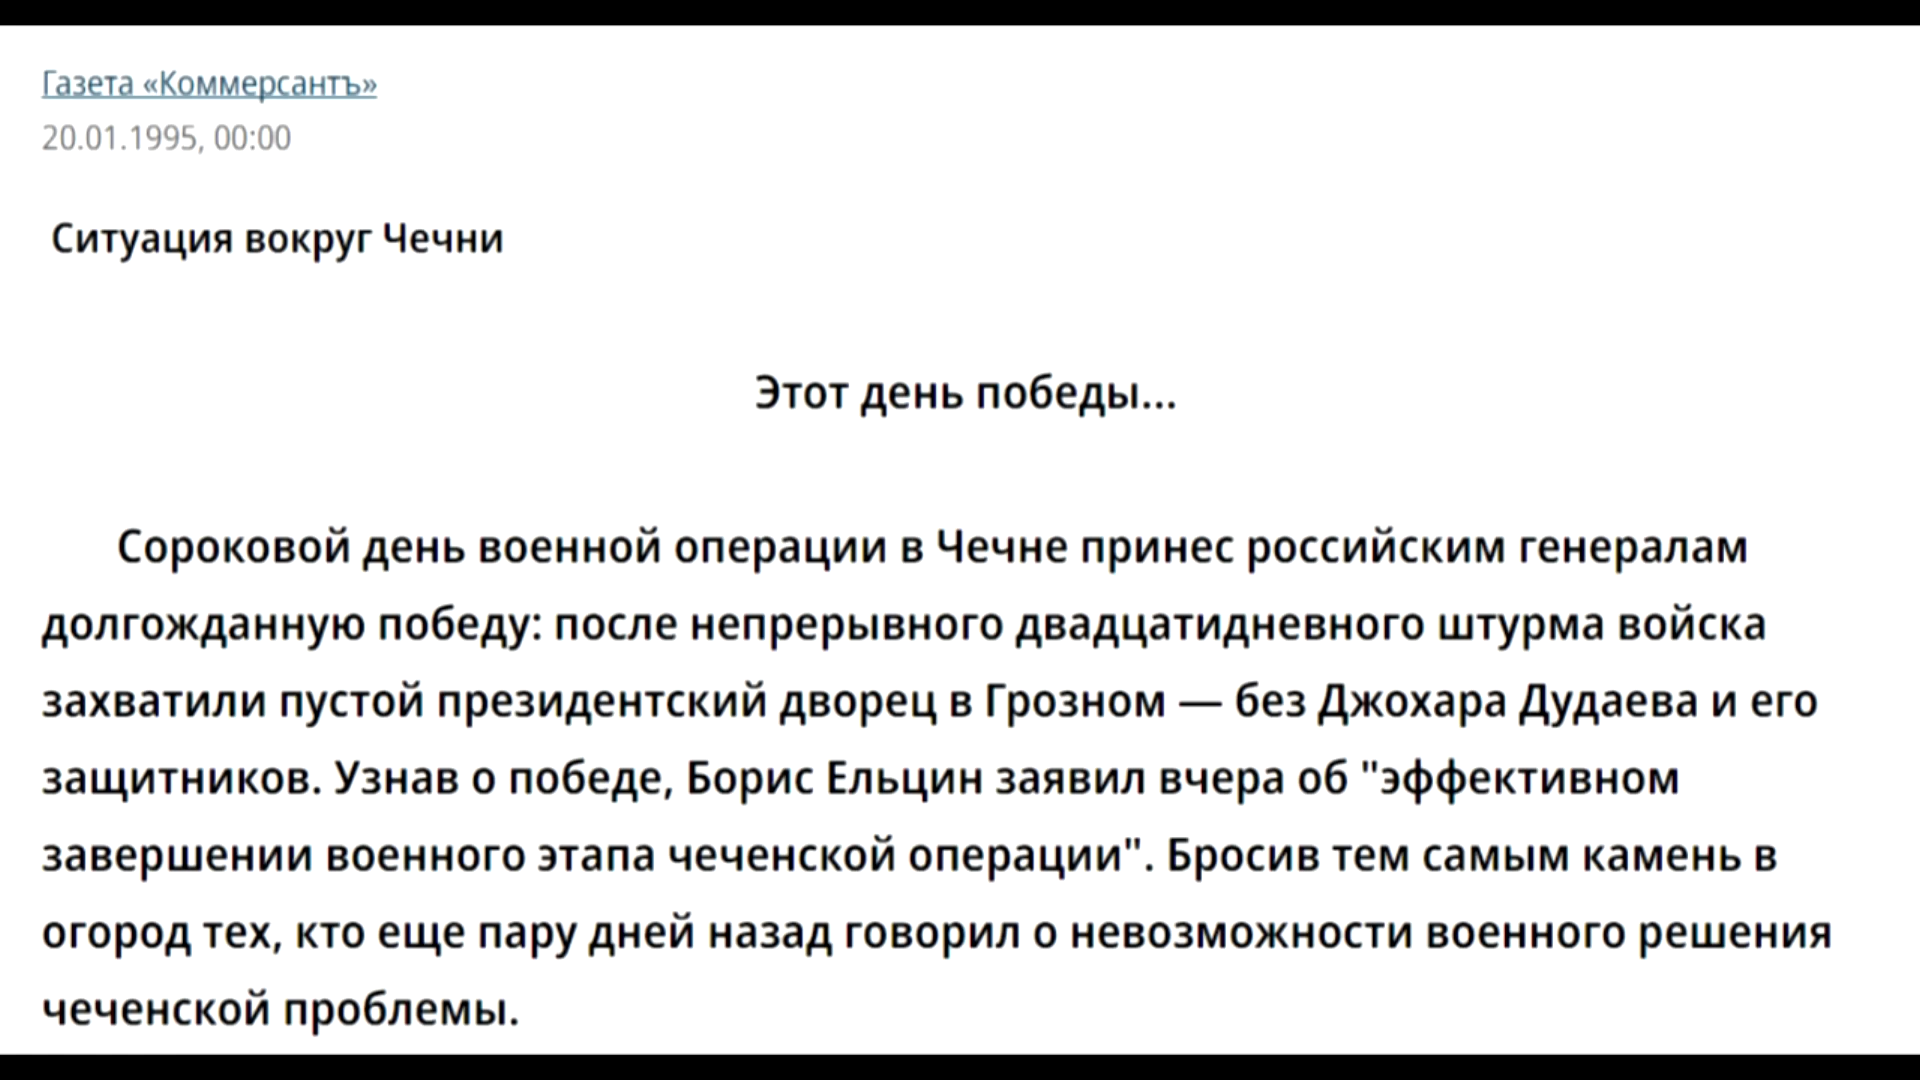 Газета «Коммерсантъ»
20.01.1995, 00:00
Ситуация вокруг Чечни
Этот день победы...
Сороковой день военной операции в Чечне принес российским генералам
долгожданную победу: после непрерывного двадцатидневного штурма войска
захватили пустой президентский дворец в Грозном — без Джохара Дудаева и его
защитников. Узнав о победе, Борис Ельцин заявил вчера об "эффективном
завершении военного этапа чеченской операции". Бросив тем самым камень в
огород тех, кто еще пару дней назад говорил о невозможности военного решения
чеченской проблемы.